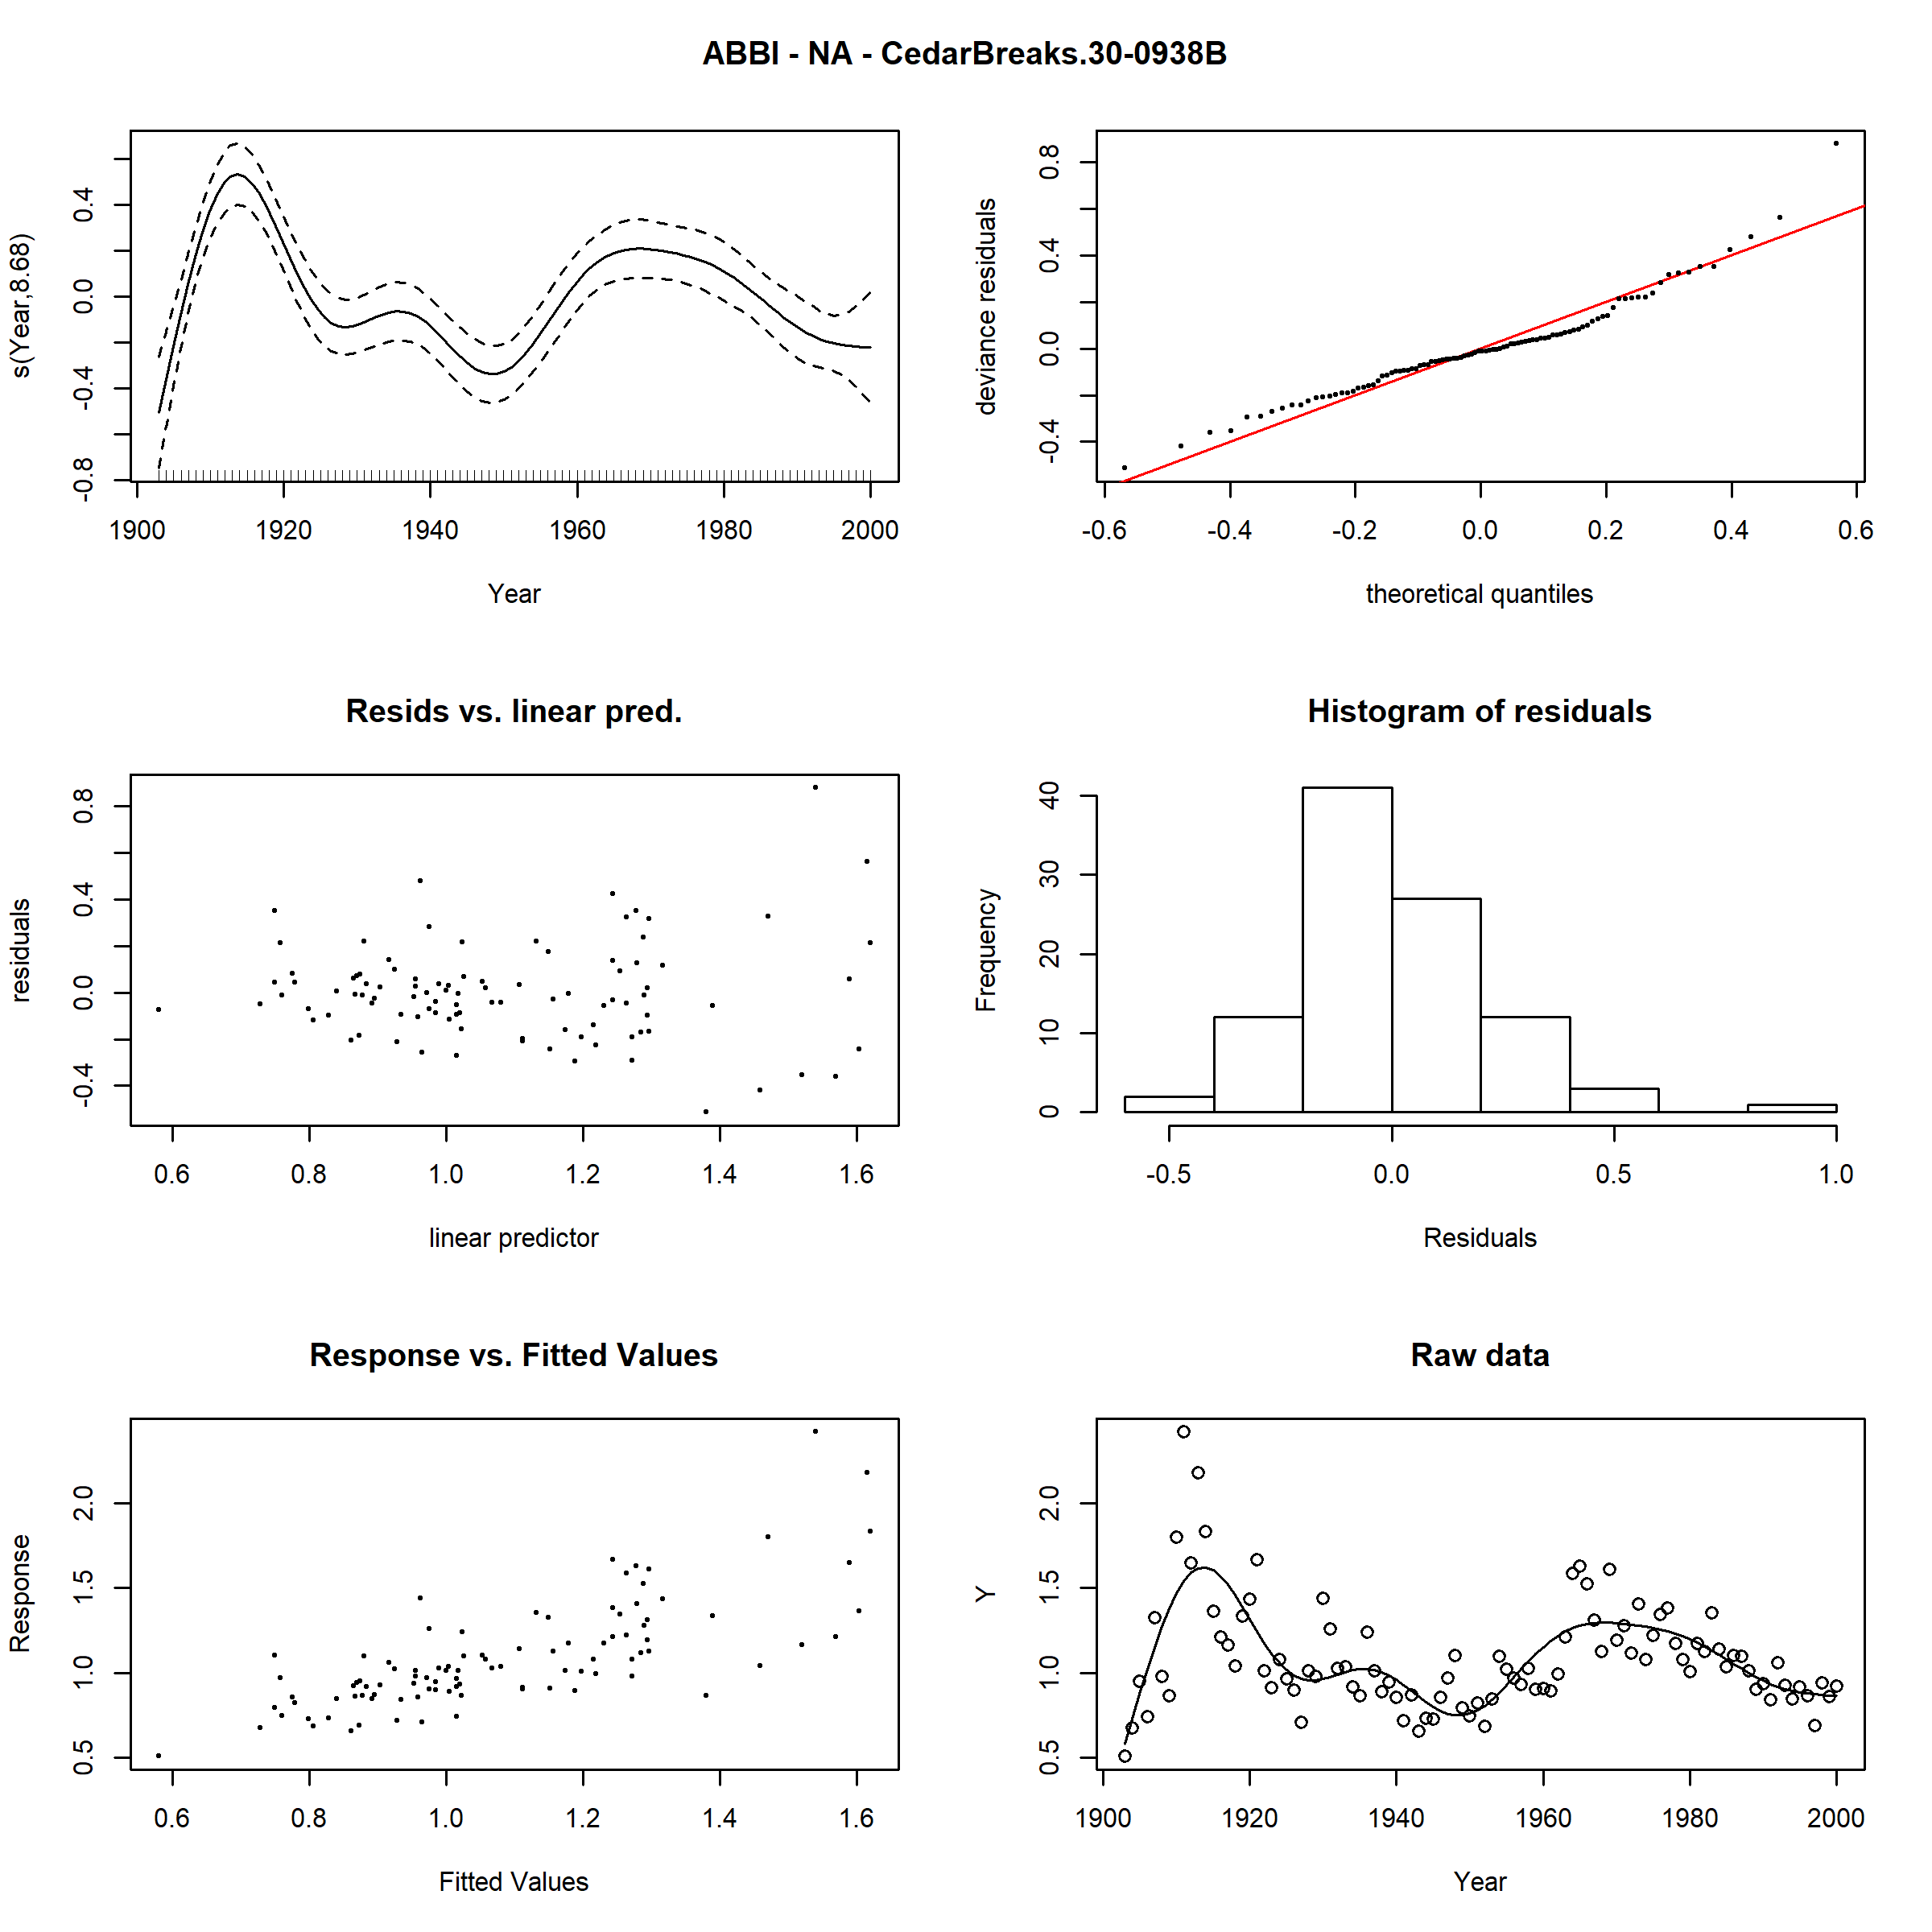 ABBI - NA - CedarBreaks.30-0938B
s(Year,8.68)
-0.8 -0.4 0.0 0.4
1900 1920 1940 1960 1980 2000
Year
deviance residuals
-0.4 0.0 0.4 0.8
-0.6 -0.4 -0.2 0.0 0.2 0.4 0.6
theoretical quantiles
Resids vs. linear pred.
residuals
-0.4 0.0 0.4 0.8
0.6 0.8 1.0 1.2 1.4 1.6
linear predictor
Histogram of residuals
Frequency
0 10 20 30 40
-0.5 0.0 0.5 1.0
Residuals
Response vs. Fitted Values
Response
0.5 1.0 1.5 2.0
0.6 0.8 1.0 1.2 1.4 1.6
Fitted Values
Raw data
Y
0.5 1.0 1.5 2.0
1900 1920 1940 1960 1980 2000
Year